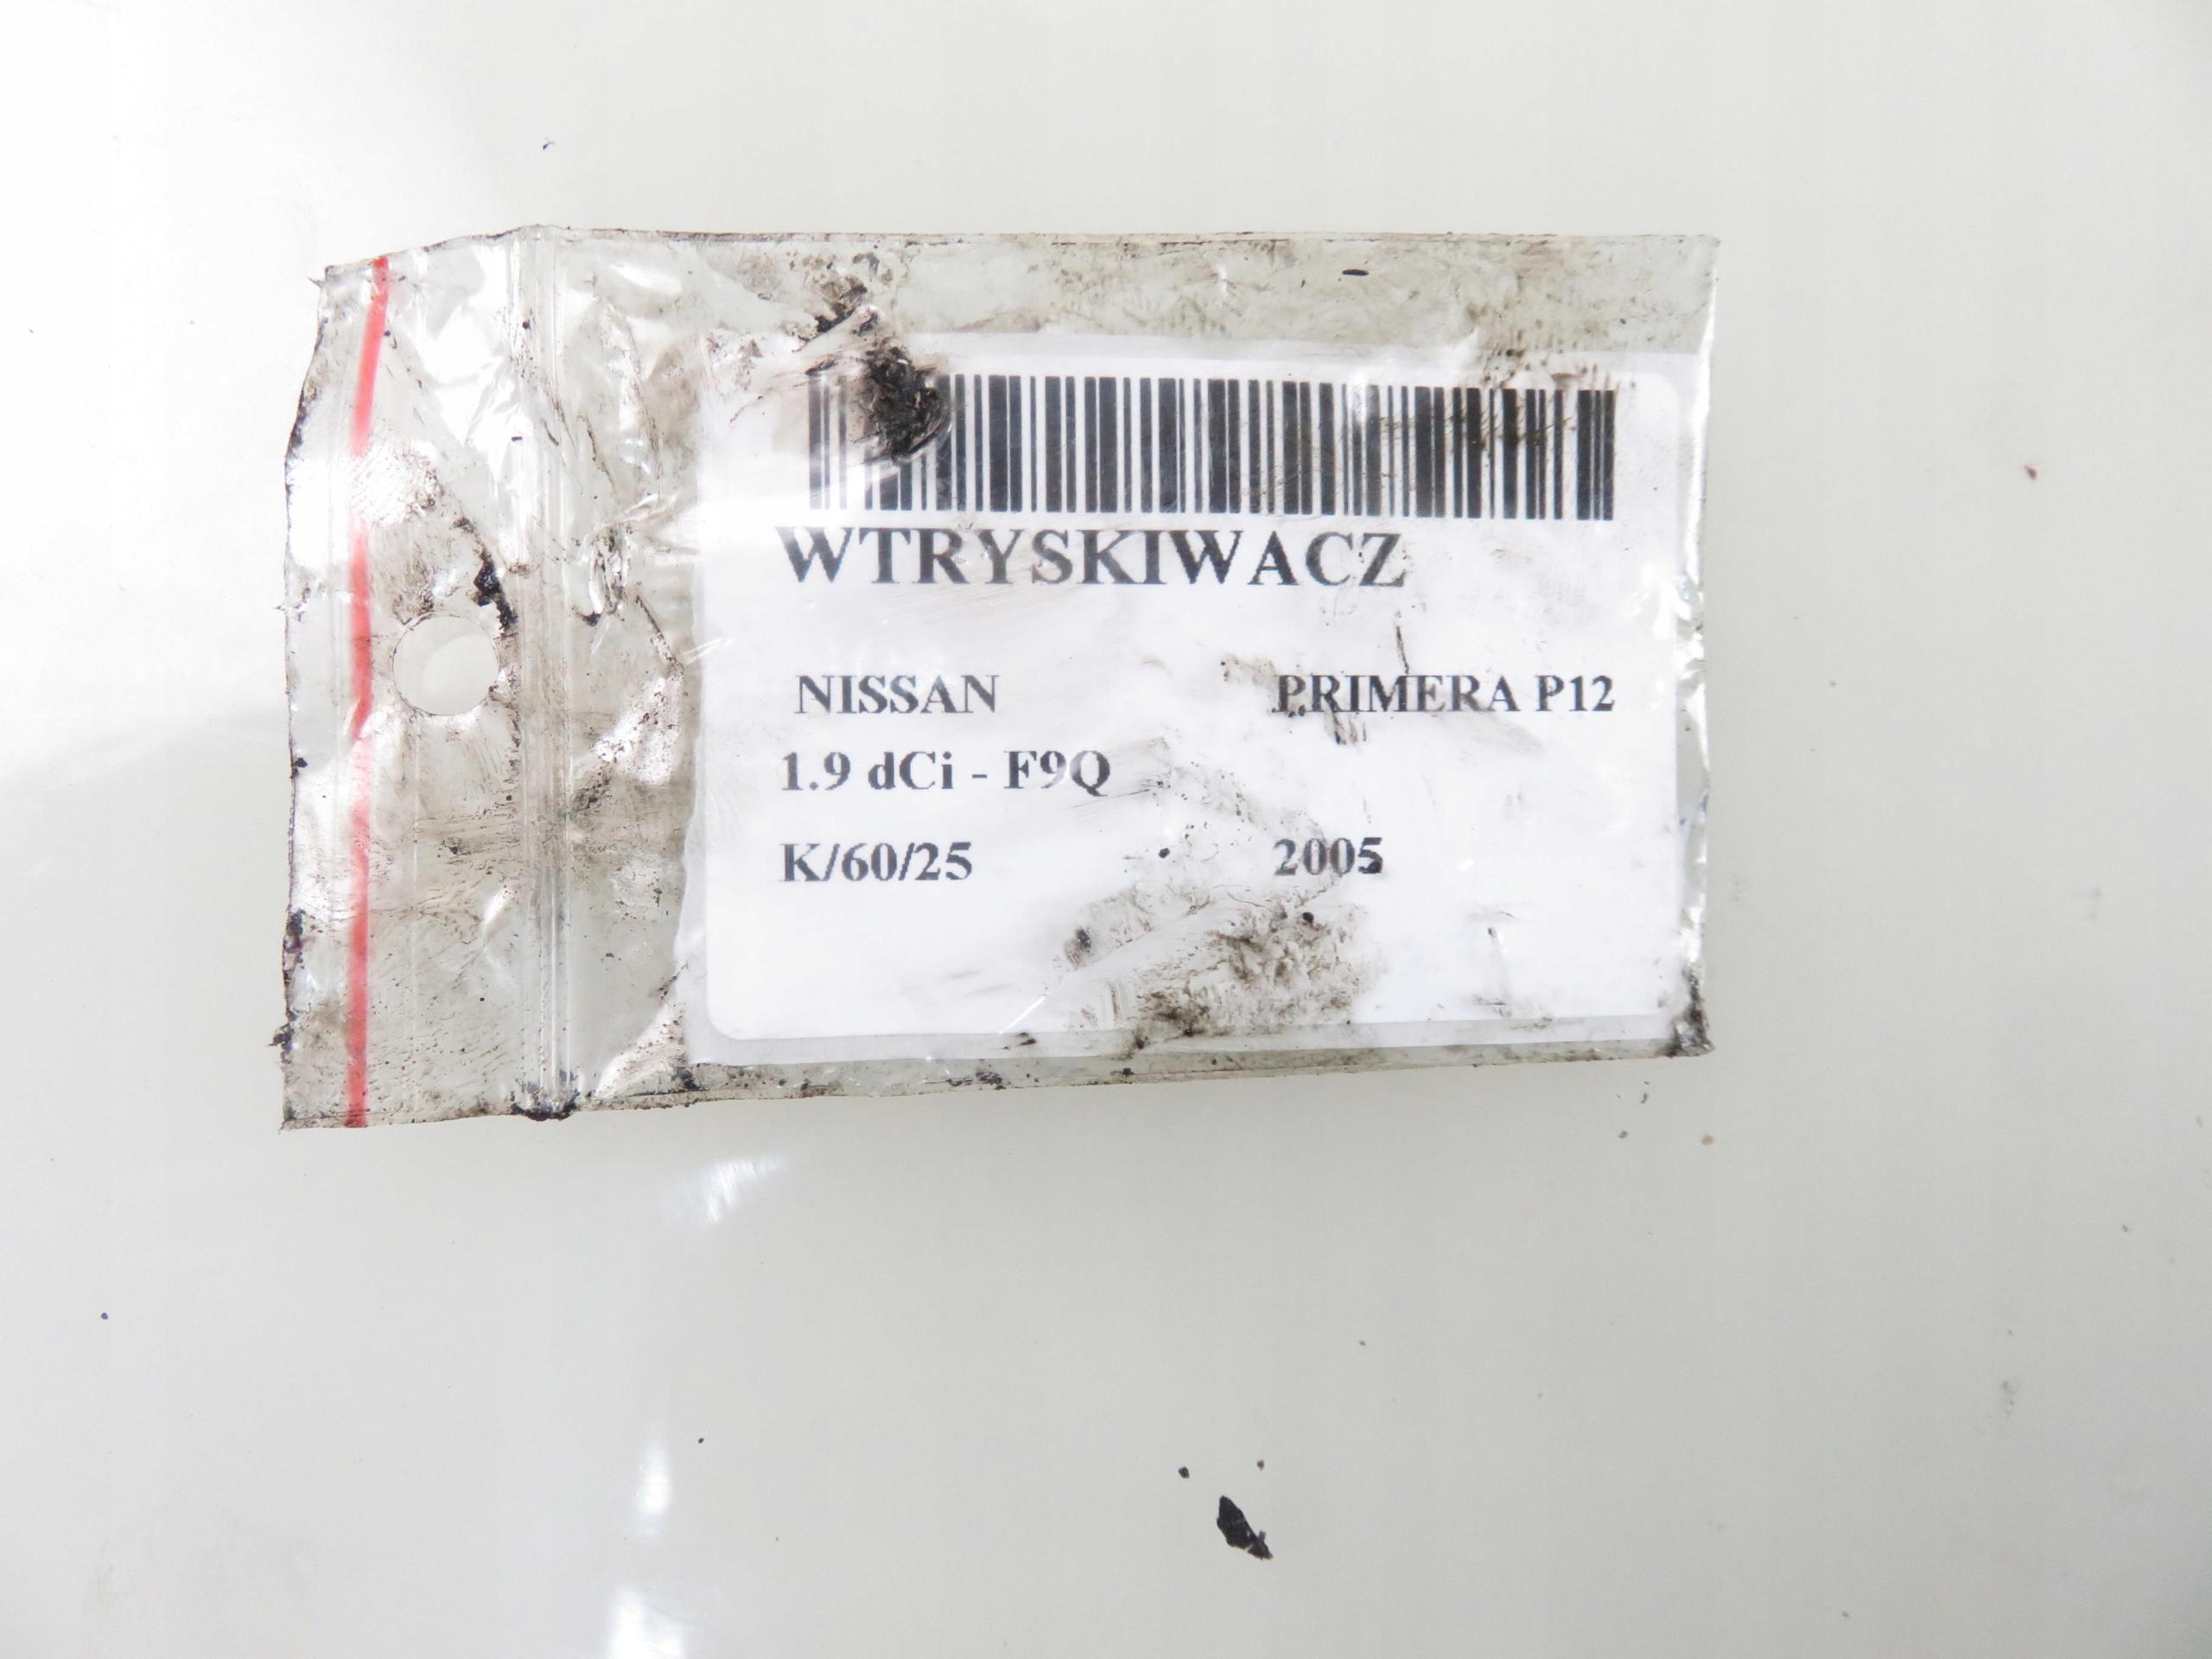 WTRYSKIWACZ
NISSAN PRIMERA P12
1.9 dCi - F9Q
K/60/25 2005